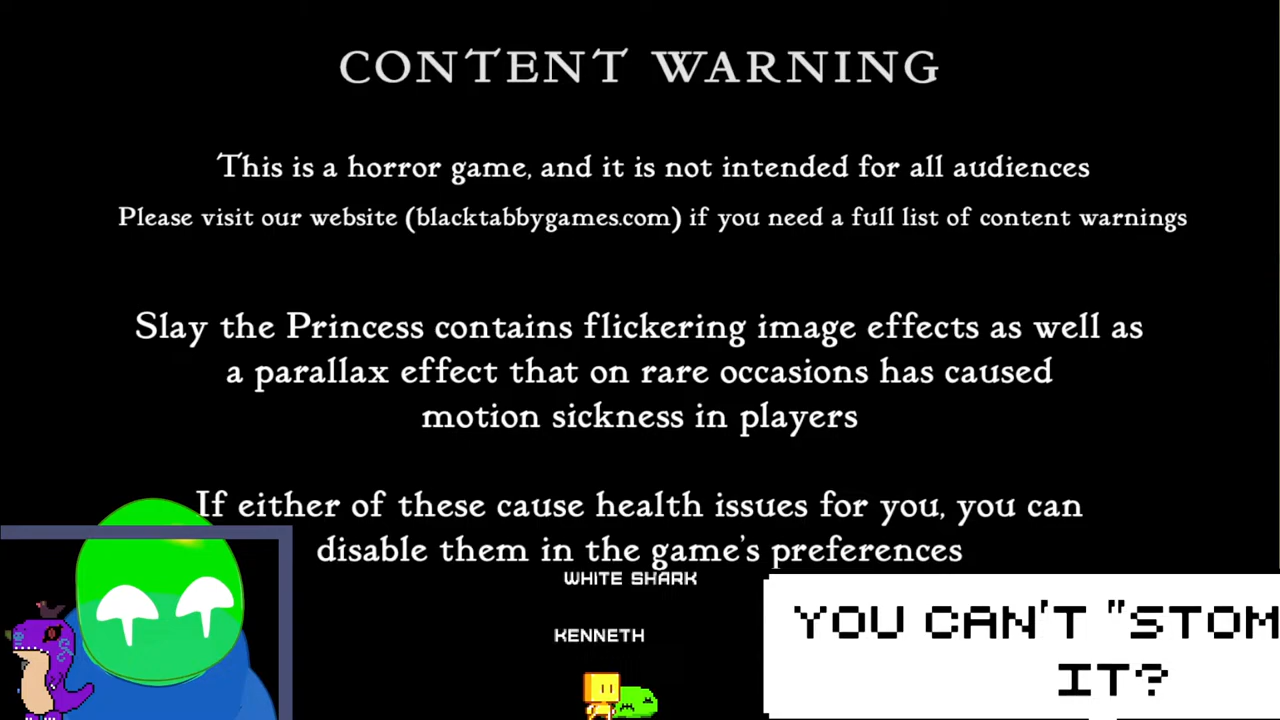 CONTENT WARNING
This is a horror game, and it is not intended for all audiences
Please visit our website (blacktabbygames.com) if you need a full list of content warnings
Slay the Princess contains flickering image effects as well as
a parallax effect that on rare occasions has caused
motion sickness in players
If either of these cause health issues for you, you can
disable them in the game's preferences
WHITE SHARK
KENNETH
YOU CAN'T "STOM
IT?